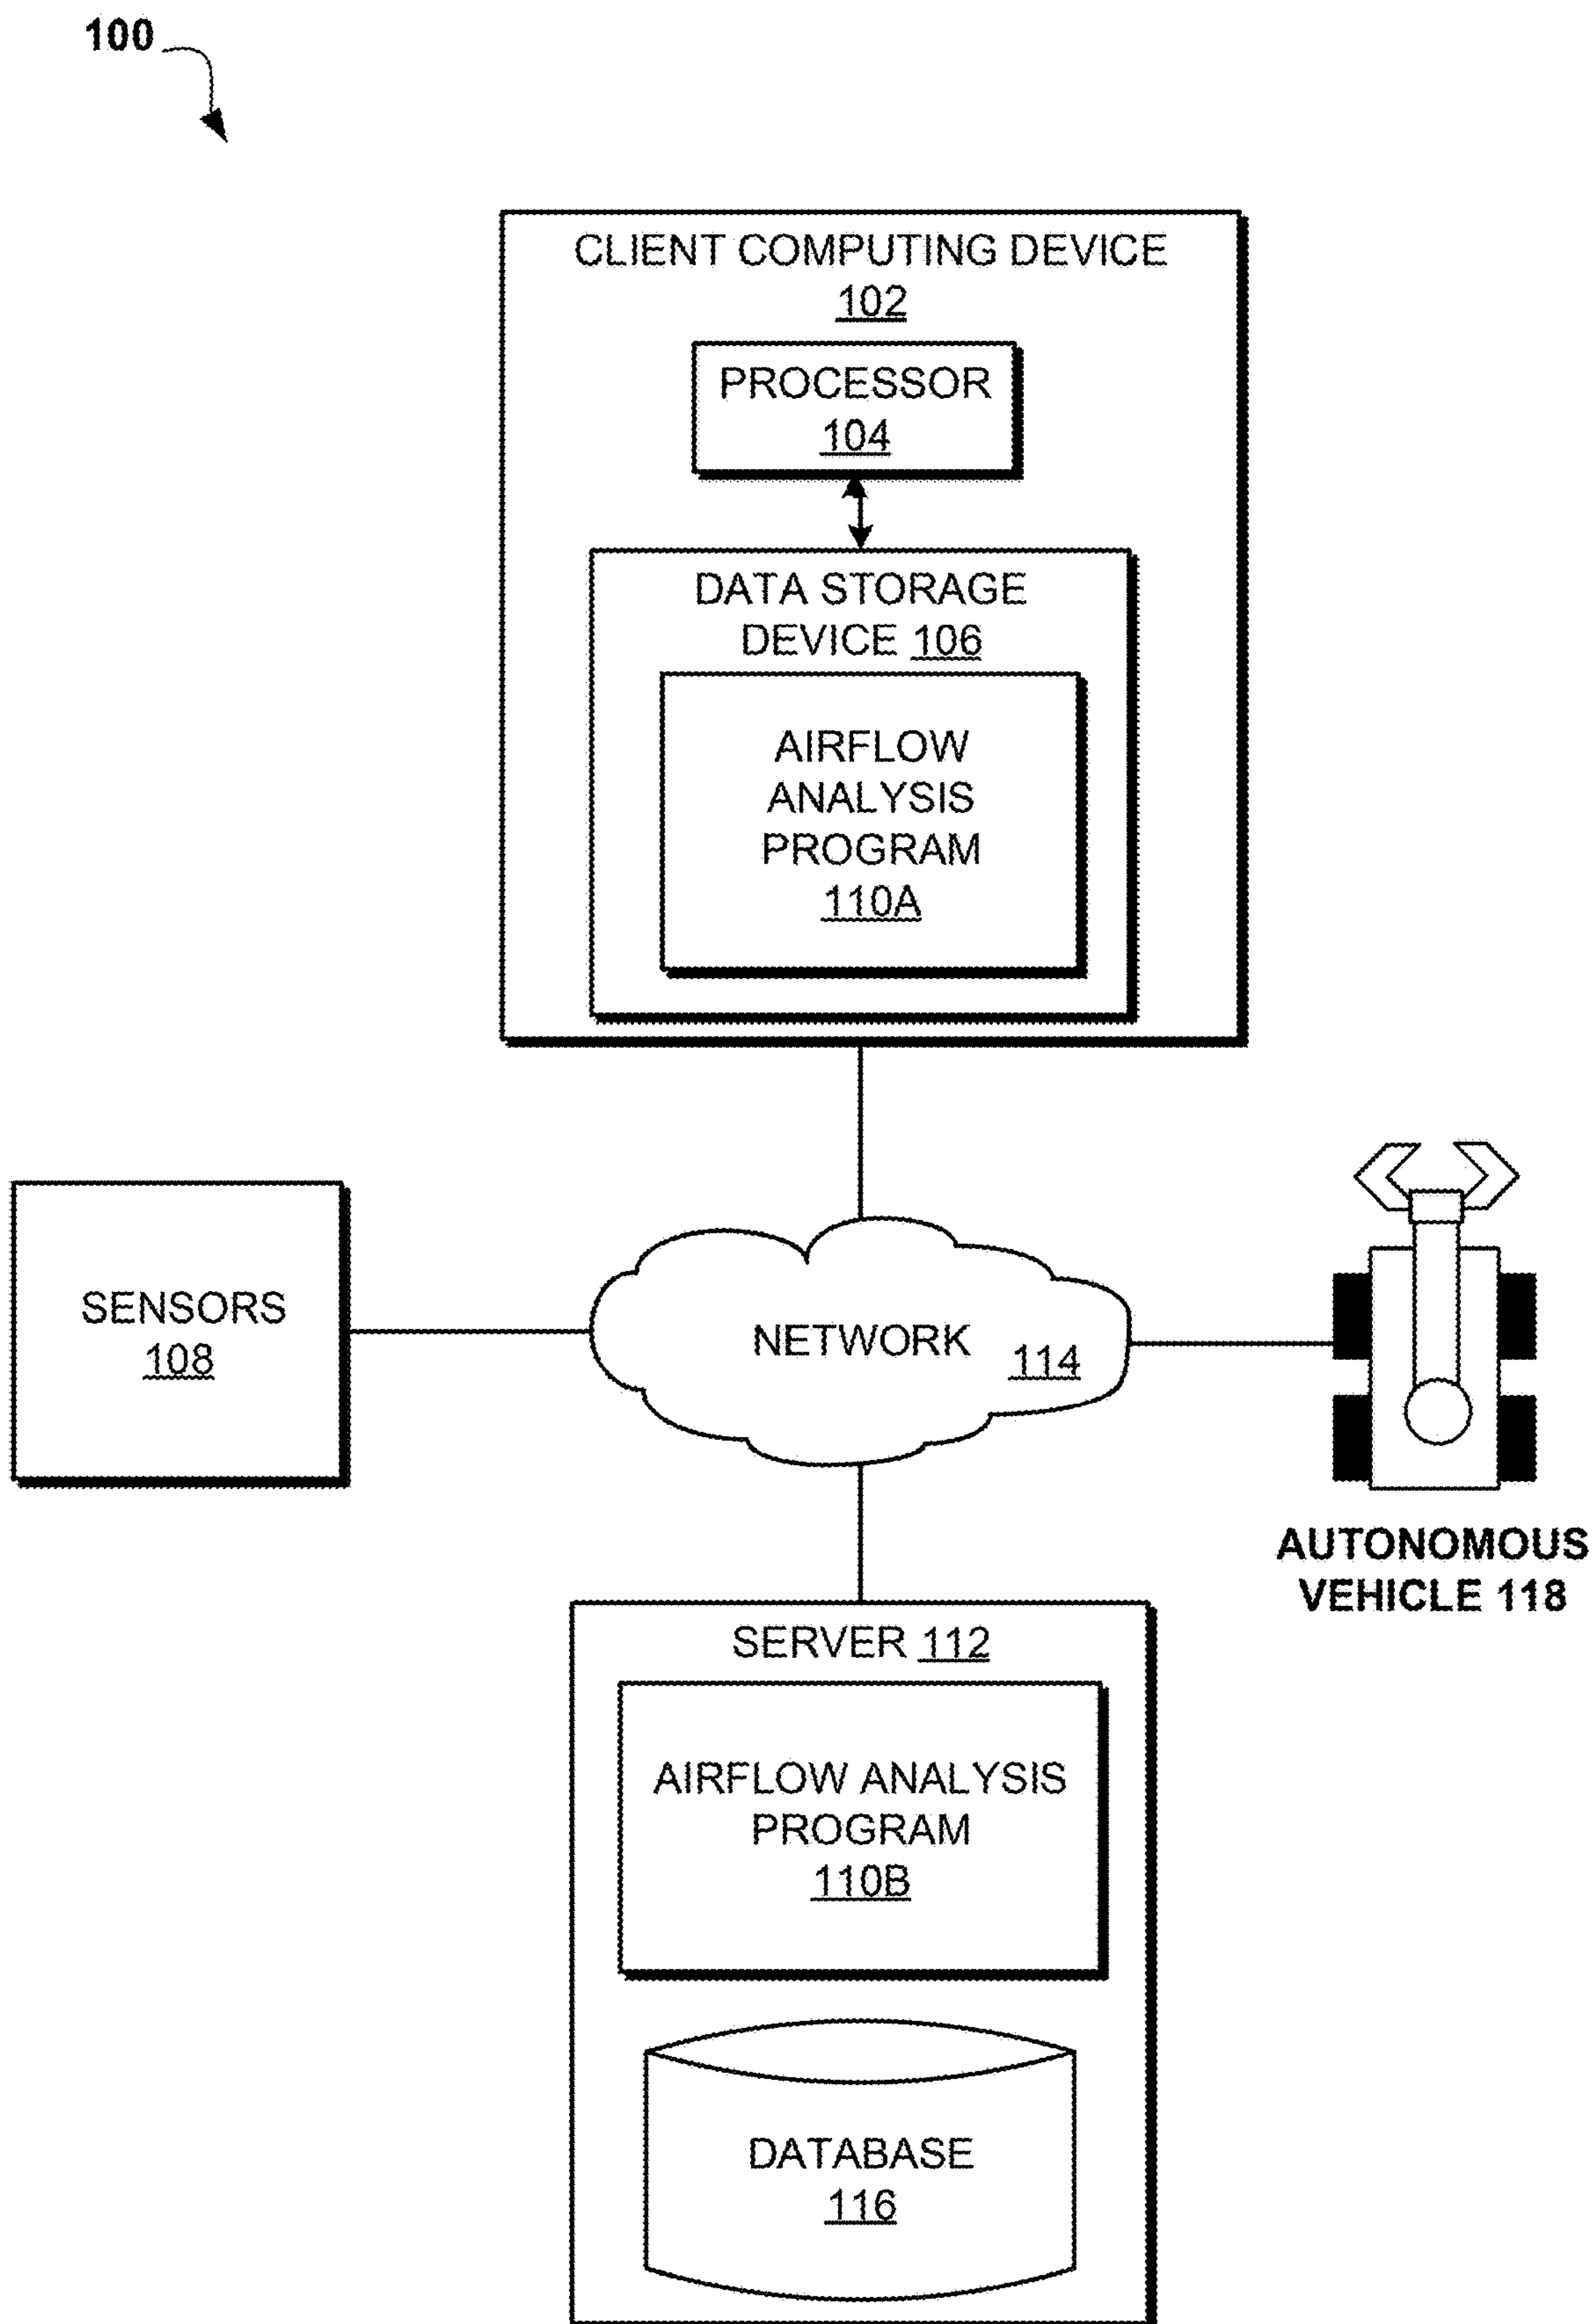 100
CLIENT COMPUTING DEVICE
102
PROCESSOR
104
DATA STORAGE
DEVICE 106
AIRFLOW
ANALYSIS
PROGRAM
110A
SENSORS
108
NETWORK 114
AUTONOMOUS
VEHICLE 118
SERVER 112
AIRFLOW ANALYSIS
PROGRAM
110B
DATABASE
116